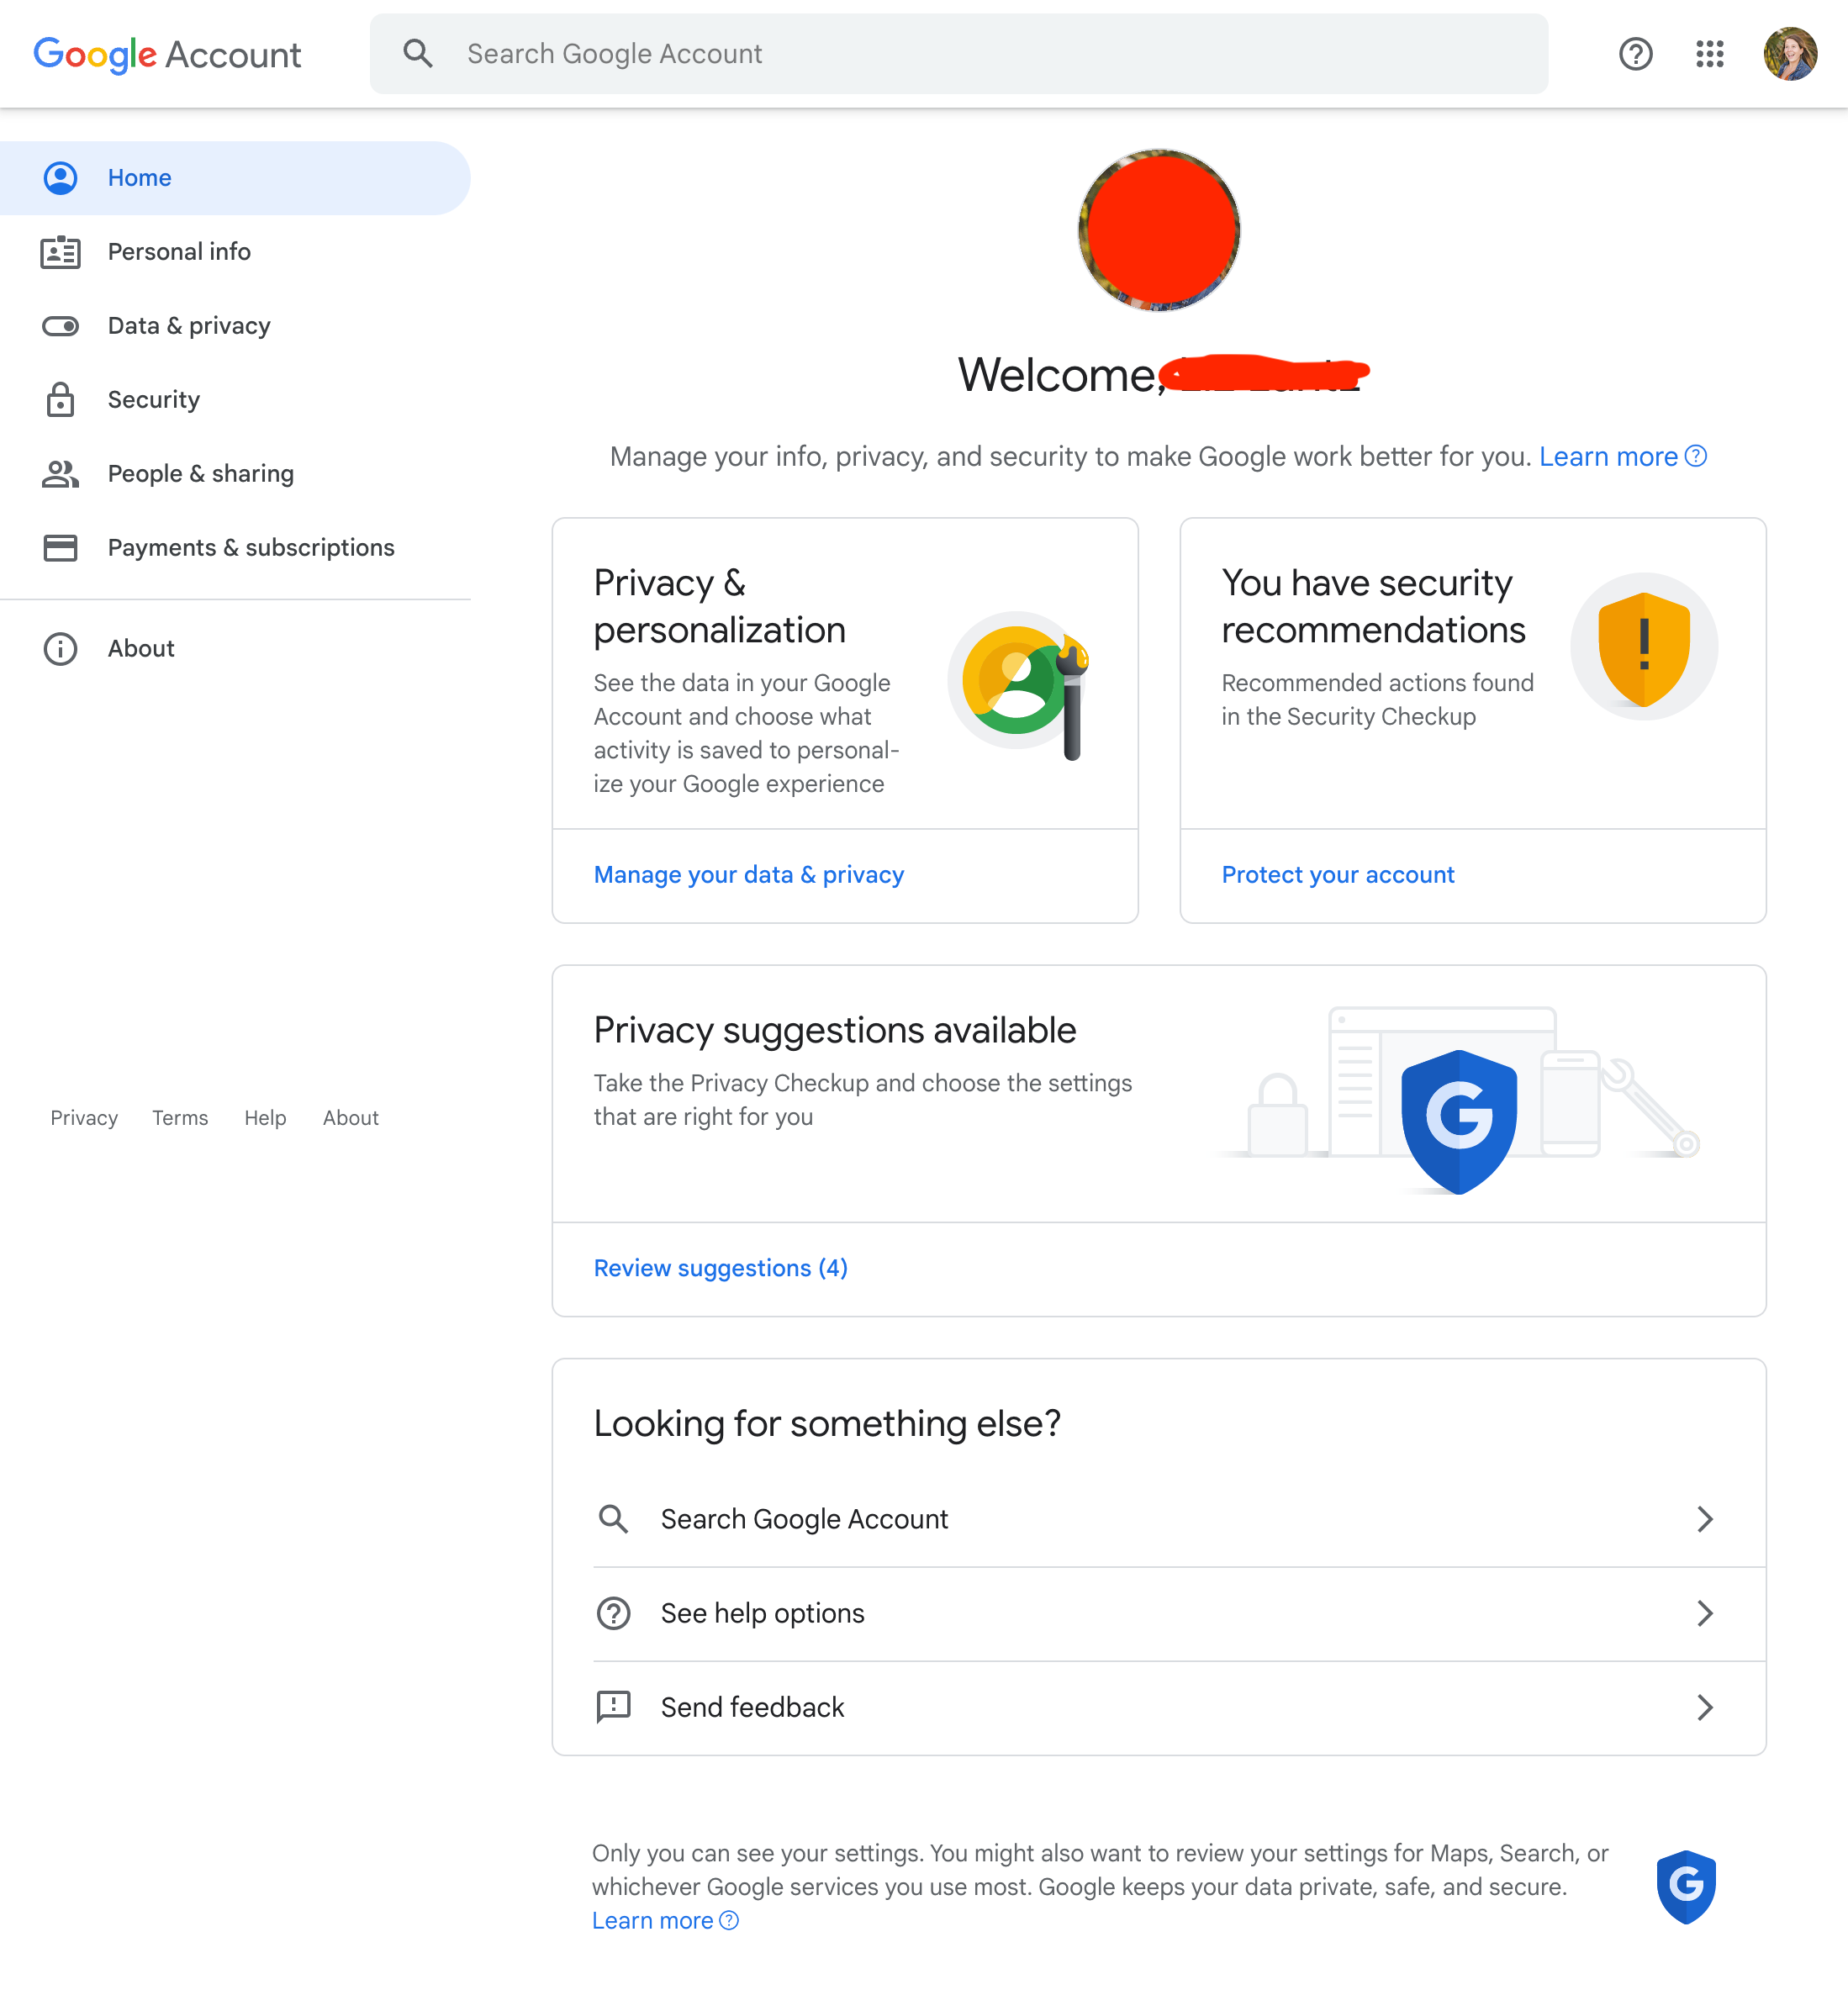 Google Account
Search Google Account
Home
Personal info
Data & privacy
Security
People & sharing
Payments & subscriptions
About
Privacy Terms Help About
Welcome,
Manage your info, privacy, and security to make Google work better for you. Learn more
Privacy &
personalization
See the data in your Google
Account and choose what
activity is saved to personal-
ize your Google experience
Manage your data & privacy
You have security
recommendations
Recommended actions found
in the Security Checkup
Protect your account
Privacy suggestions available
Take the Privacy Checkup and choose the settings
that are right for you
G
Review suggestions (4)
Looking for something else?
Search Google Account
See help options
Send feedback
Only you can see your settings. You might also want to review your settings for Maps, Search, or
whichever Google services you use most. Google keeps your data private, safe, and secure.
Learn more
G